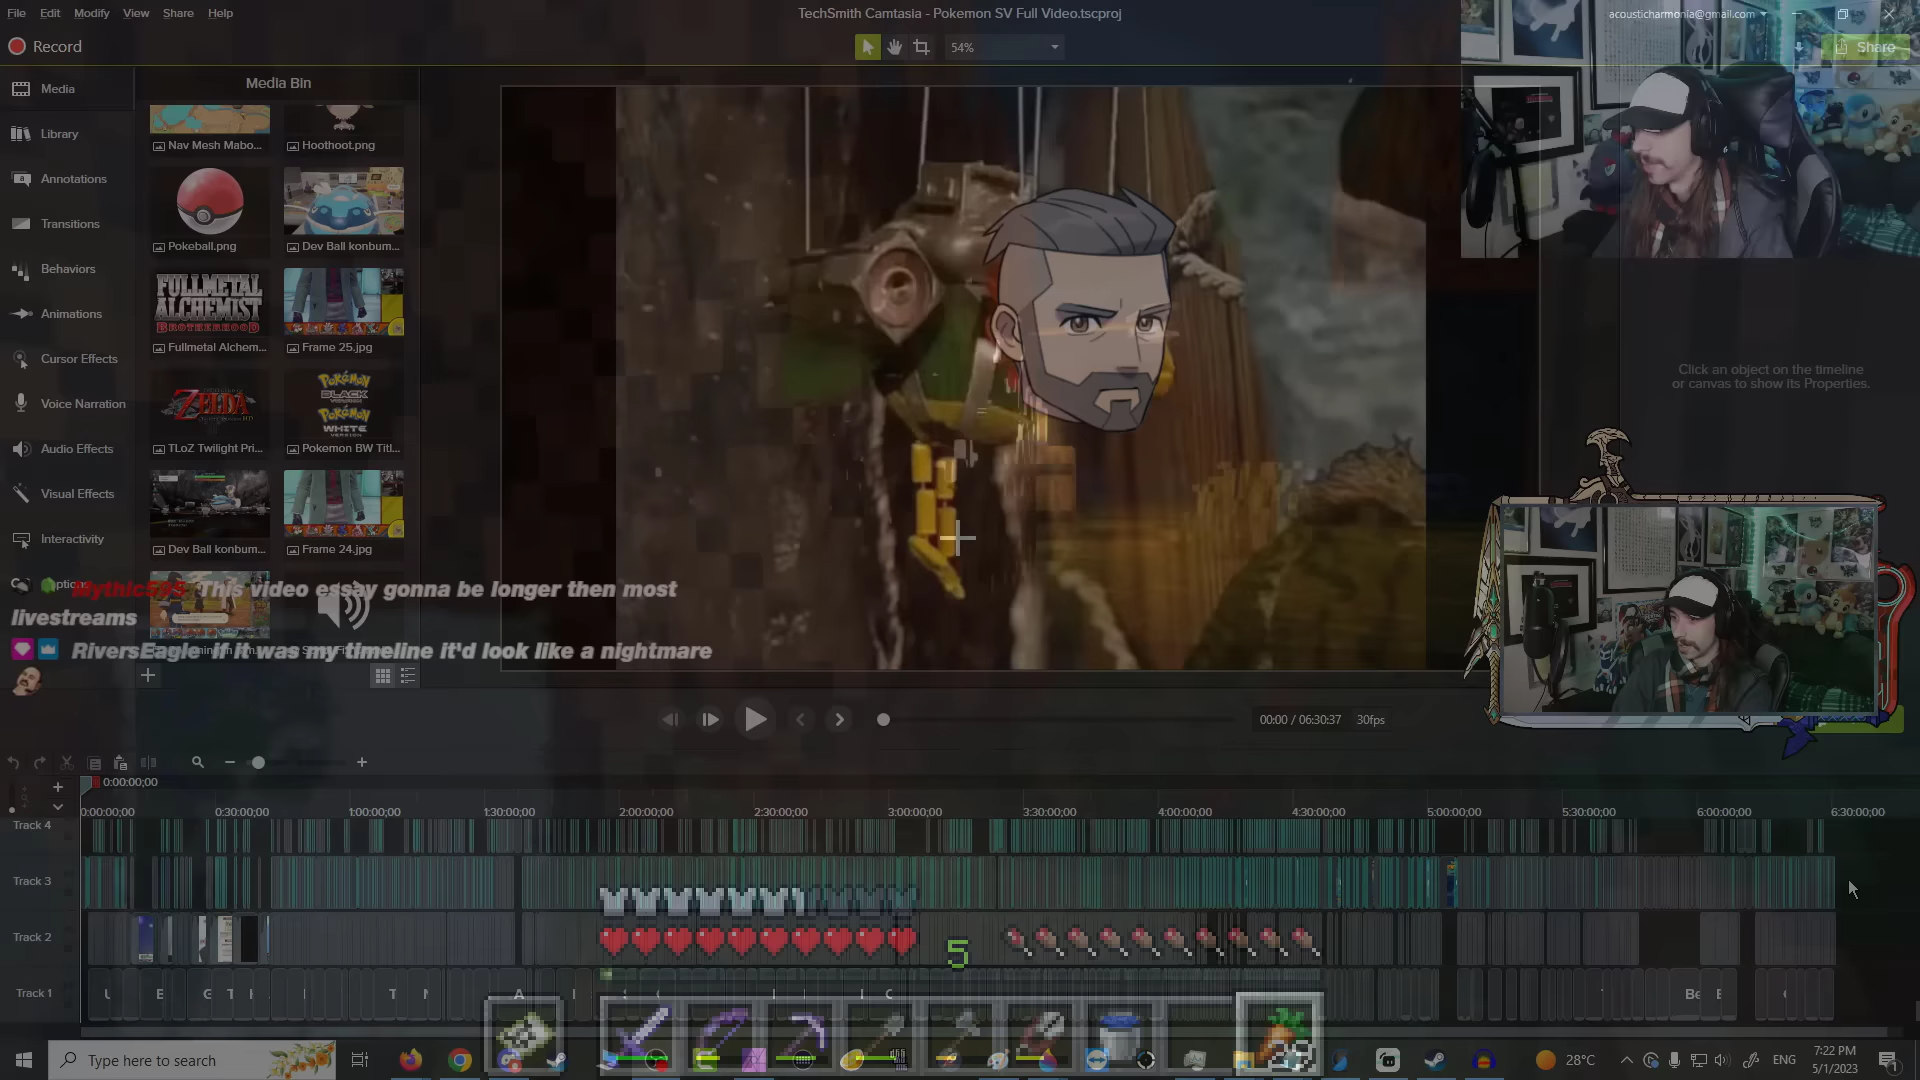 File Edit Modify View Share Help
TechSmith Camtasia - Pokemon SV Full Video.tscproj
acousticharmonia@gmail.com
Record
54%
Share
Media
Media Bin
Library
Nav Mesh Mabo...
Hoothoot.png
Annotations
Transitions
Pokeball.png
Dev Ball konbum...
Behaviors
FULLMETAL
ALCHEMIST
BROTHERHOOD
Animations
Fullmetal Alchem...
Frame 25.jpg
Cursor Effects
Click an object on the timeline
or canvas to show its Properties.
POKéMON
BLACK
VERSION
POKéMON
WHITE
VERSION
ZELDA
Voice Narration
Audio Effects
TLoZ Twilight Pri...
Pokemon BW Titl...
Visual Effects
Interactivity
Dev Ball konbum...
Frame 24.jpg
Mythic595 This video essay gonna be longer then most
livestreams
RiversEagle if it was my timeline it'd look like a nightmare
00:00 / 06:30:37 30fps
0:00:00;00
0:00:00;00 0:30:00;00 1:00:00;00 1:30:00;00 2:00:00;00 2:30:00;00 3:00:00;00 3:30:00;00 4:00:00;00 4:30:00;00 5:00:00;00 5:30:00;00 6:00:00;00 6:30:00;00
Track 4
Track 3
Track 2
5
Track 1
Type here to search
28°C
ENG
7:22 PM
5/1/2023